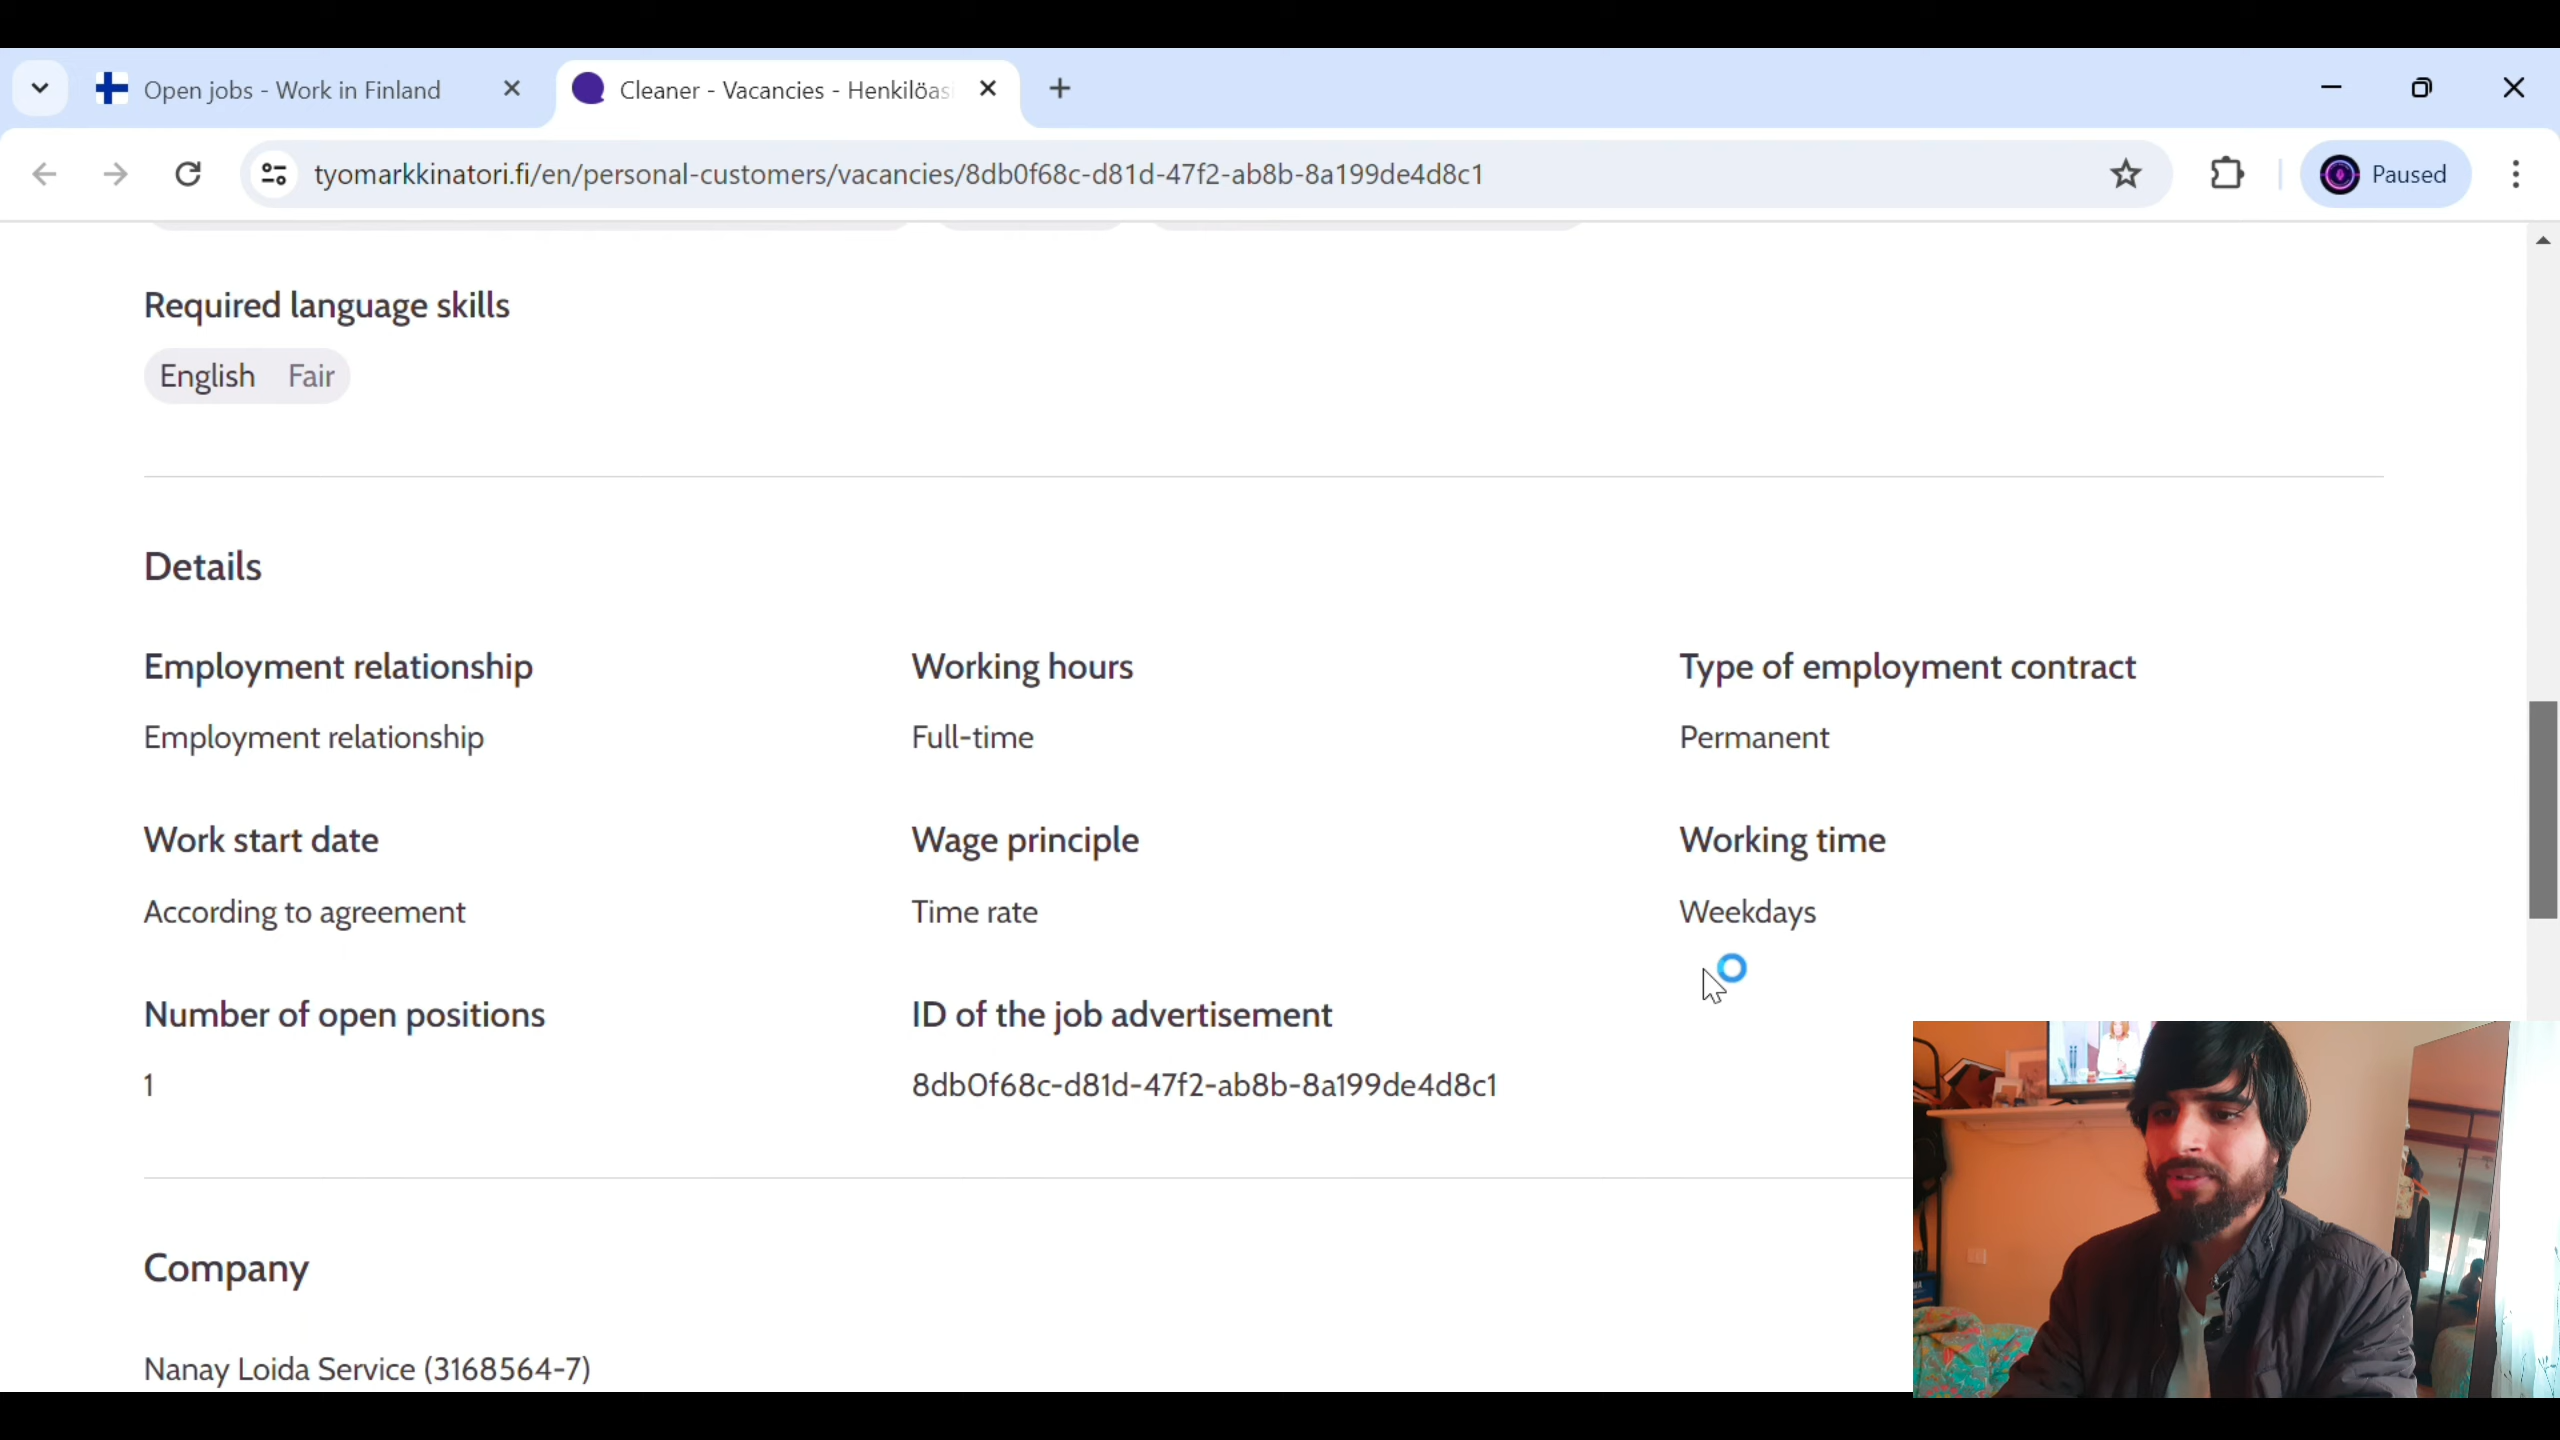 Open jobs - Work in Finland
Cleaner - Vacancies - Henkilöas
tyomarkkinatori.fi/en/personal-customers/vacancies/8db0f68c-d81d-47f2-ab8b-8a199de4d8c1
Paused
Required language skills
English Fair
Details
Employment relationship
Employment relationship
Working hours
Full-time
Type of employment contract
Permanent
Work start date
According to agreement
Wage principle
Time rate
Working time
Weekdays
Number of open positions
1
ID of the job advertisement
8db0f68c-d81d-47f2-ab8b-8a199de4d8c1
Company
Nanay Loida Service (3168564-7)